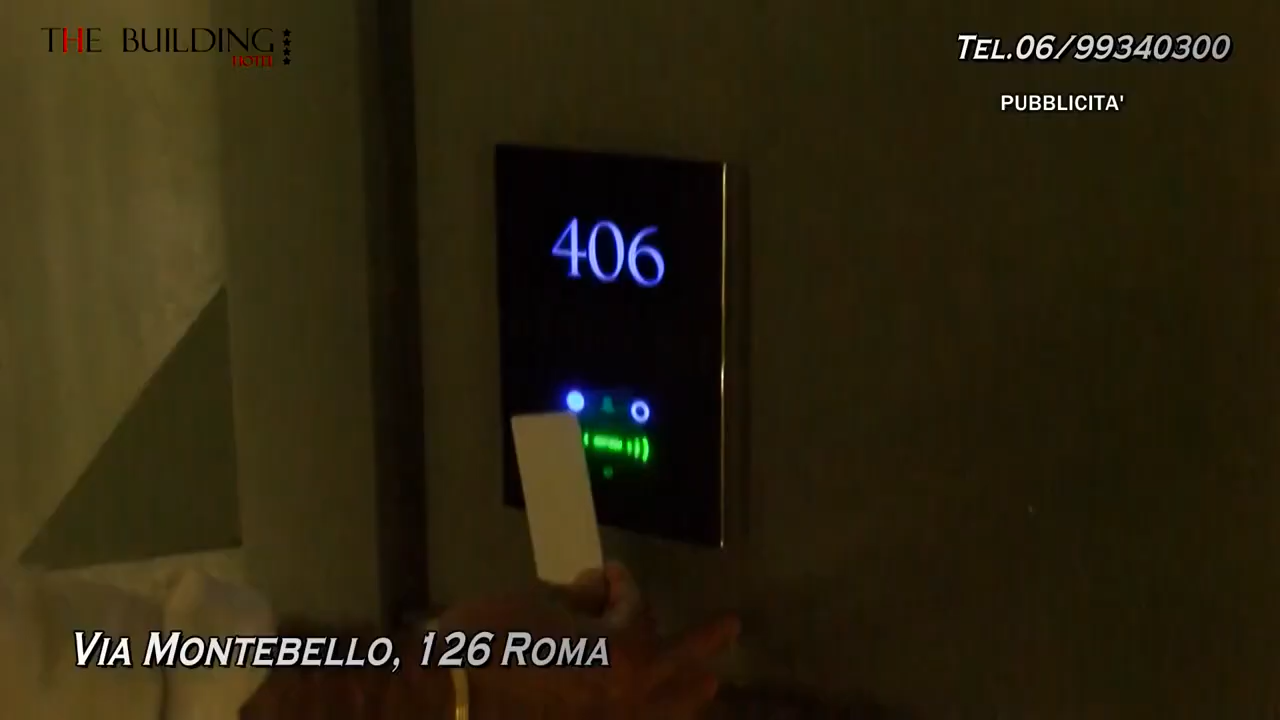 THE BUILDING
HOTEL
TEL.06/99340300
PUBBLICITA'
406
VIA MONTEBELLO, 126 ROMA